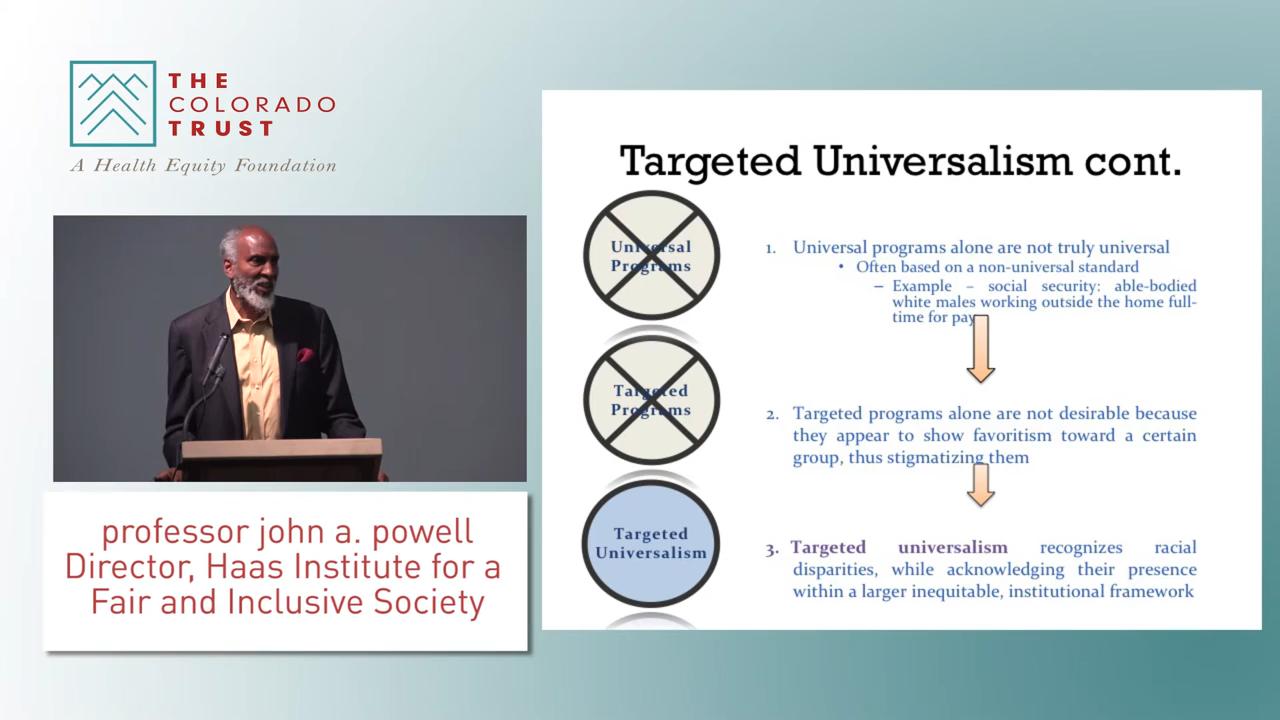 THE
COLORADO
TRUST
A Health Equity Foundation
professor john a. powell
Director, Haas Institute for a
Fair and Inclusive Society
Targeted Universalism cont.
Universal
Programs
1. Universal programs alone are not truly universal
• Often based on a non-universal standard
– Example – social security: able-bodied
white males working outside the home full-
time for pay
Targeted
Programs
2. Targeted programs alone are not desirable because
they appear to show favoritism toward a certain
group, thus stigmatizing them
Targeted
Universalism
3. Targeted universalism recognizes racial
disparities, while acknowledging their presence
within a larger inequitable, institutional framework